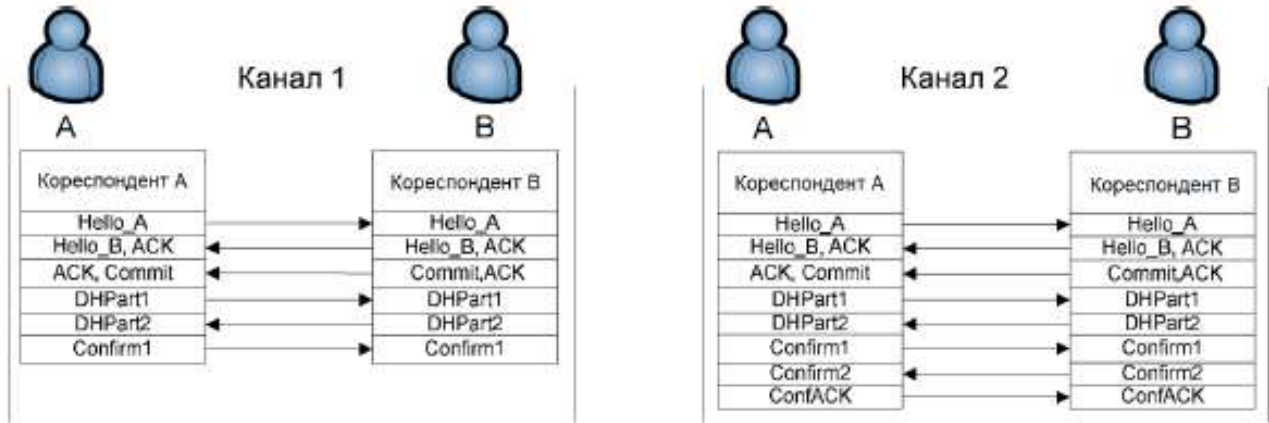 Канал 1
A
B
Кореспондент А
Кореспондент В
Hello_A
Hello_A
Hello_B, ACK
Hello_B, ACK
ACK, Commit
Commit,ACK
DHPart1
DHPart1
DHPart2
DHPart2
Confirm1
Confirm1
Канал 2
A
B
Кореспондент А
Кореспондент В
Hello_A
Hello_A
Hello_B, ACK
Hello_B, ACK
ACK, Commit
Commit,ACK
DHPart1
DHPart1
DHPart2
DHPart2
Confirm1
Confirm1
Confirm2
Confirm2
ConfACK
ConfACK